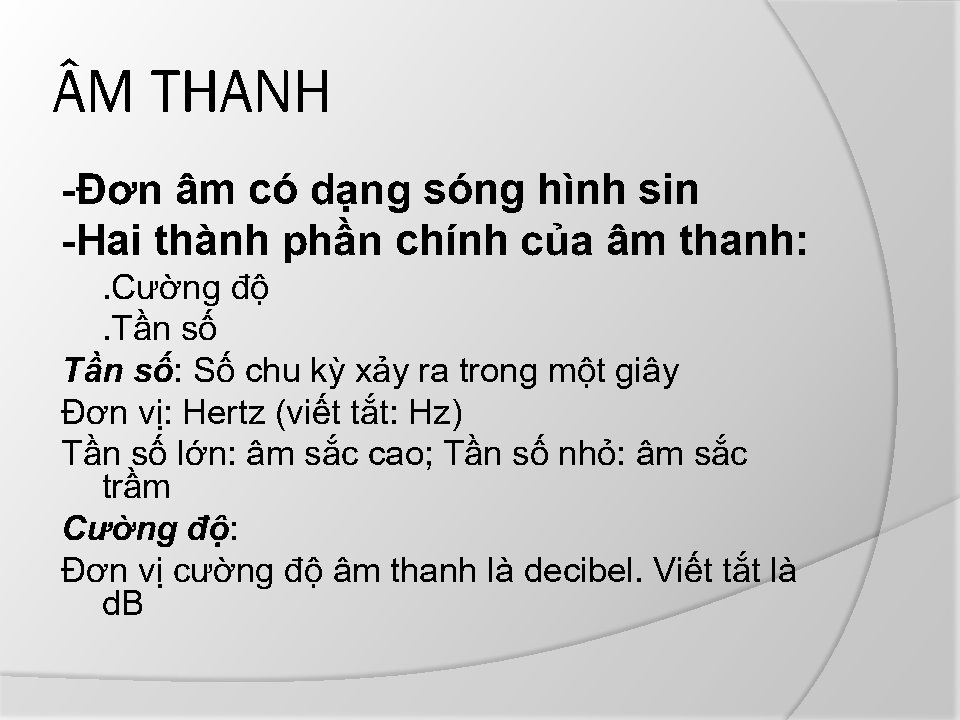 ÂM THANH
-Đơn âm có dạng sóng hình sin
-Hai thành phần chính của âm thanh:
.Cường độ
.Tần số
Tần số: Số chu kỳ xảy ra trong một giây
Đơn vị: Hertz (viết tắt: Hz)
Tần số lớn: âm sắc cao; Tần số nhỏ: âm sắc
trầm
Cường độ:
Đơn vị cường độ âm thanh là decibel. Viết tắt là
dB